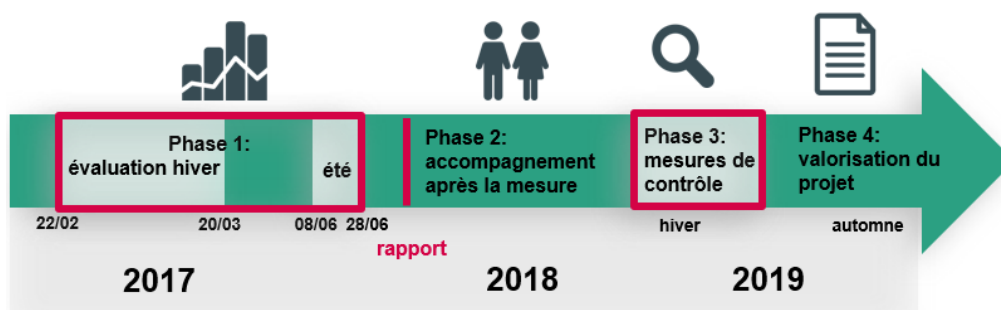 Phase 1:
évaluation hiver
été
Phase 2:
accompagnement
après la mesure
Phase 3:
mesures de
contrôle
Phase 4:
valorisation du
projet
22/02
20/03
08/06
28/06
rapport
hiver
automne
2017
2018
2019